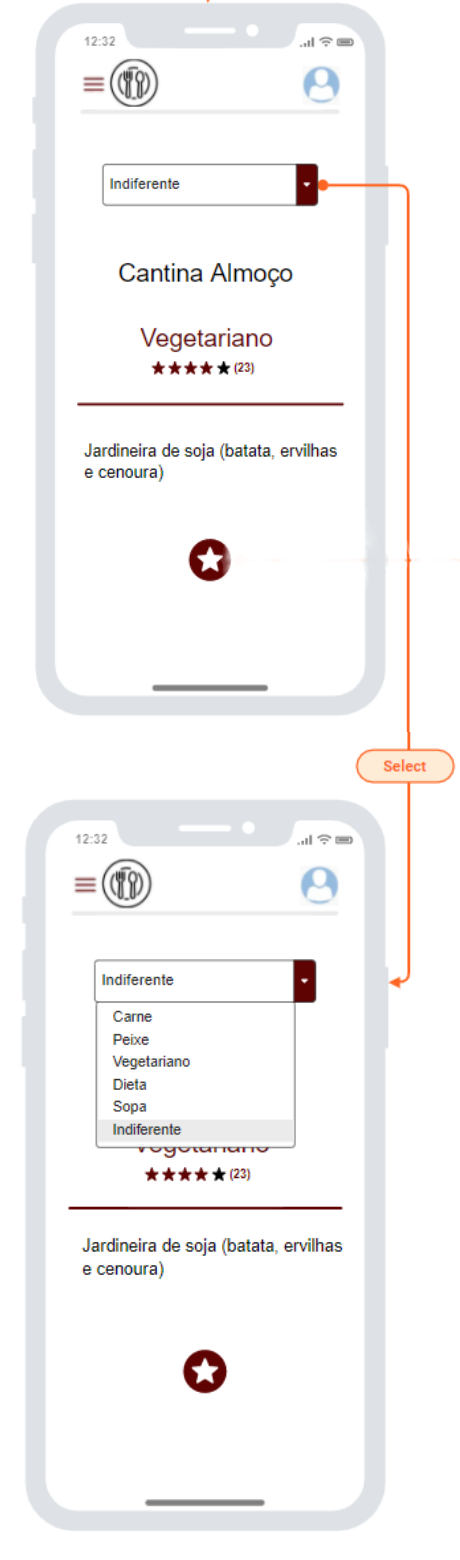 12:32
Indiferente
Cantina Almoço
Vegetariano
(23)
Jardineira de soja (batata, ervilhas
e cenoura)
Select
12:32
Indiferente
Carne
Peixe
Vegetariano
Dieta
Sopa
Indiferente
Vegetariano
(23)
Jardineira de soja (batata, ervilhas
e cenoura)